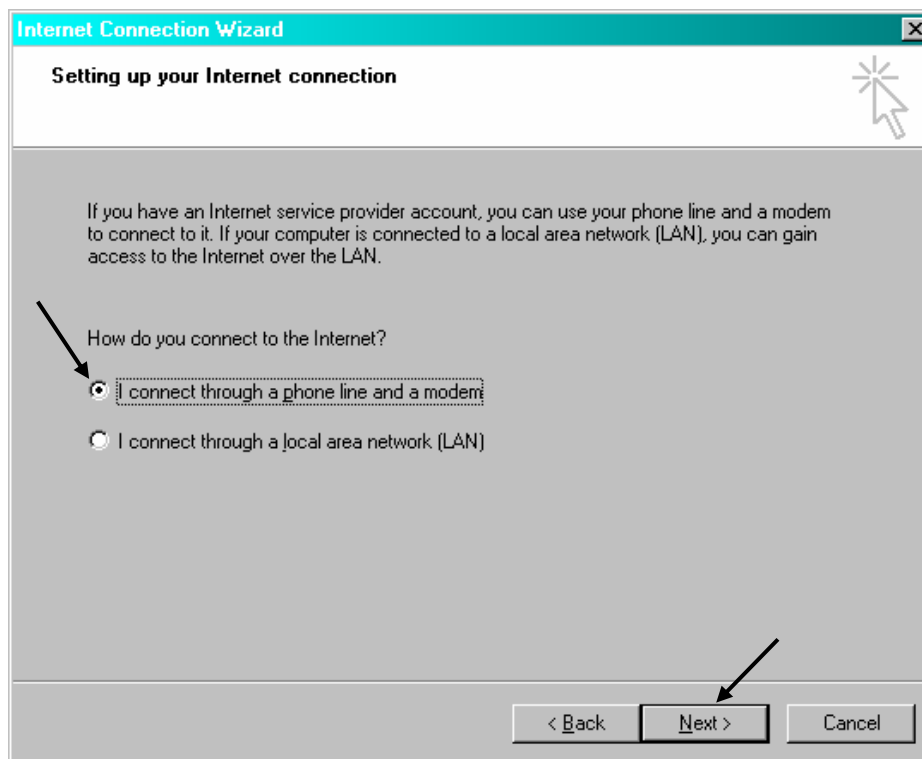 Internet Connection Wizard
Setting up your Internet connection
If you have an Internet service provider account, you can use your phone line and a modem
to connect to it. If your computer is connected to a local area network (LAN), you can gain
access to the Internet over the LAN.
How do you connect to the Internet?
I connect through a phone line and a modem
I connect through a local area network (LAN)
< Back Next > Cancel